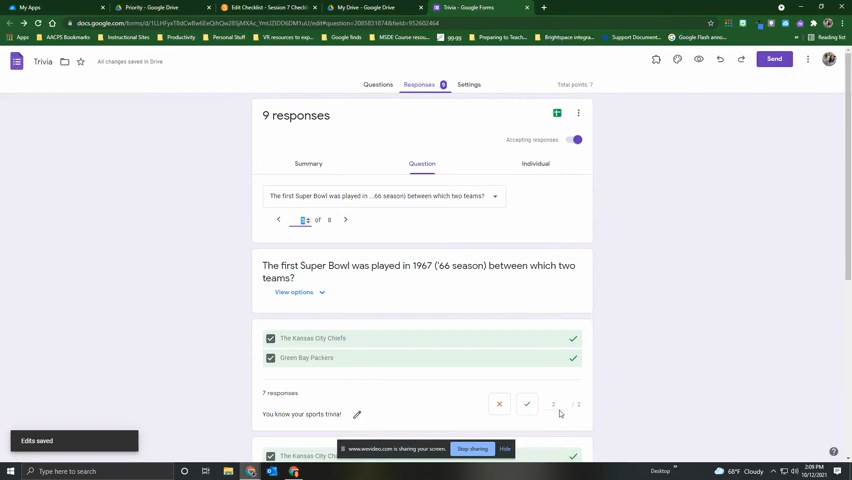 My Apps
Priority - Google Drive
Edit Checklist - Session 7 Checkli
My Drive - Google Drive
Trivia - Google Forms
Apps
AACPS Bookmarks
Instructional Sites
Productivity
Personal Stuff
VR resources to exp...
Google finds
MSDE Course resou...
gg-gg
Preparing to Teach...
Brightspace integra...
Support Document...
Google Flash anno...
Reading list
Trivia
All changes saved in Drive
Send
Questions
Responses 9
Settings
Total points: 7
9 responses
Accepting responses
Summary
Question
Individual
The first Super Bowl was played in ...66 season) between which two teams?
of 8
The first Super Bowl was played in 1967 ('66 season) between which two
teams?
View options
The Kansas City Chiefs
Green Bay Packers
7 responses
2 / 2
You know your sports trivia!
Edits saved
The Kansas City Chi
www.wevideo.com is sharing your screen.
Stop sharing
Hide
Type here to search
Desktop
68°F Cloudy
2:09 PM
10/12/2021